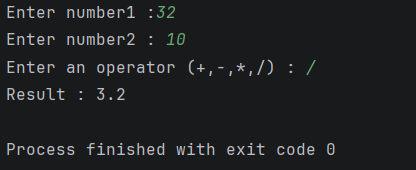 Enter number1 :32
Enter number2 : 10
Enter an operator (+,-,*,/) : /
Result : 3.2
Process finished with exit code 0